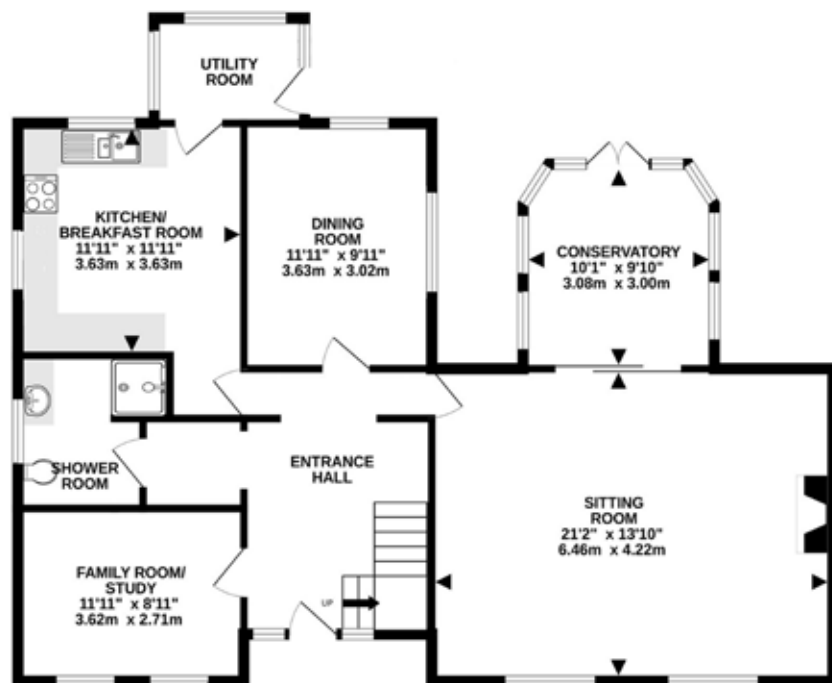 UTILITY
ROOM
KITCHEN/
BREAKFAST ROOM
11'11" x 11'11"
3.63m x 3.63m
DINING
ROOM
11'11" x 9'11"
3.63m x 3.02m
CONSERVATORY
10'1" x 9'10"
3.08m x 3.00m
SHOWER
ROOM
ENTRANCE
HALL
SITTING
ROOM
21'2" x 13'10"
6.46m x 4.22m
FAMILY ROOM/
STUDY
11'11" x 8'11"
3.62m x 2.71m
UP